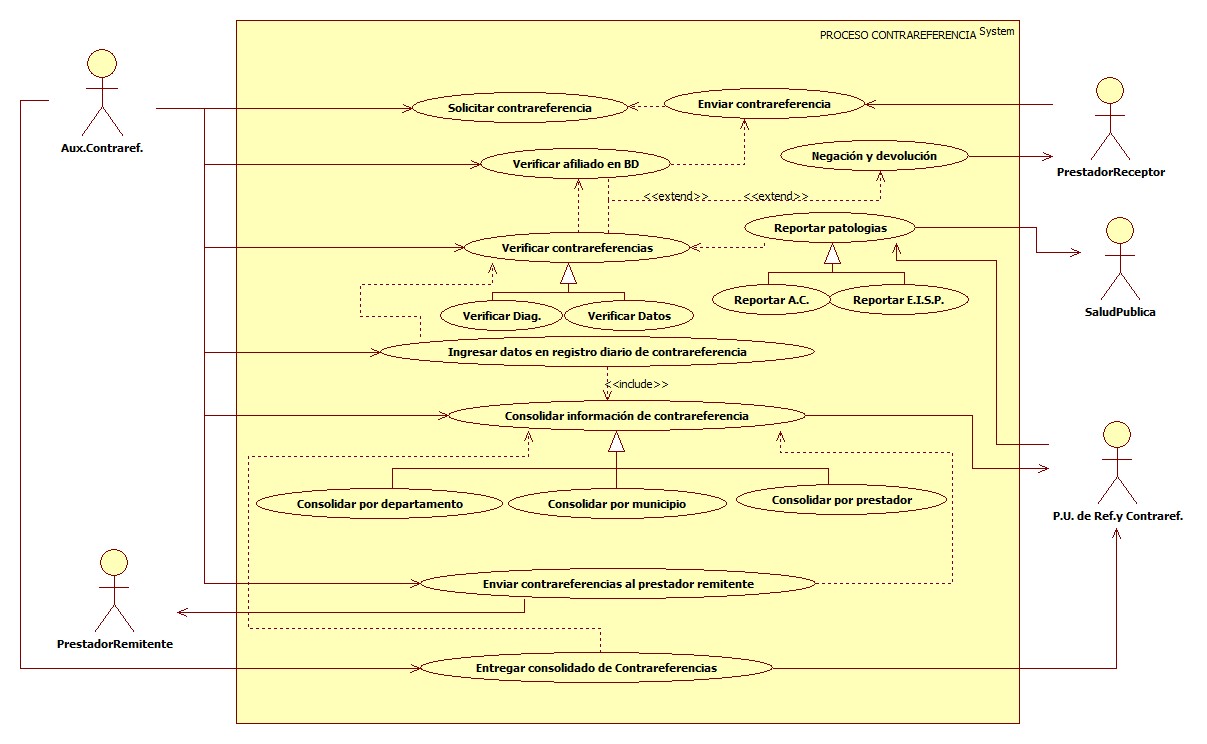 PROCESO CONTRAREFERENCIA System
Solicitar contrareferencia
Enviar contrareferencia
Aux.Contraref.
Verificar afiliado en BD
Negación y devolución
PrestadorReceptor
<<extend>>
<<extend>>
Verificar contrareferencias
Reportar patologias
Reportar A.C.
Reportar E.I.S.P.
SaludPublica
Verificar Diag.
Verificar Datos
Ingresar datos en registro diario de contrareferencia
<<include>>
Consolidar información de contrareferencia
Consolidar por departamento
Consolidar por municipio
Consolidar por prestador
P.U. de Ref.y Contraref.
Enviar contrareferencias al prestador remitente
PrestadorRemitente
Entregar consolidado de Contrareferencias